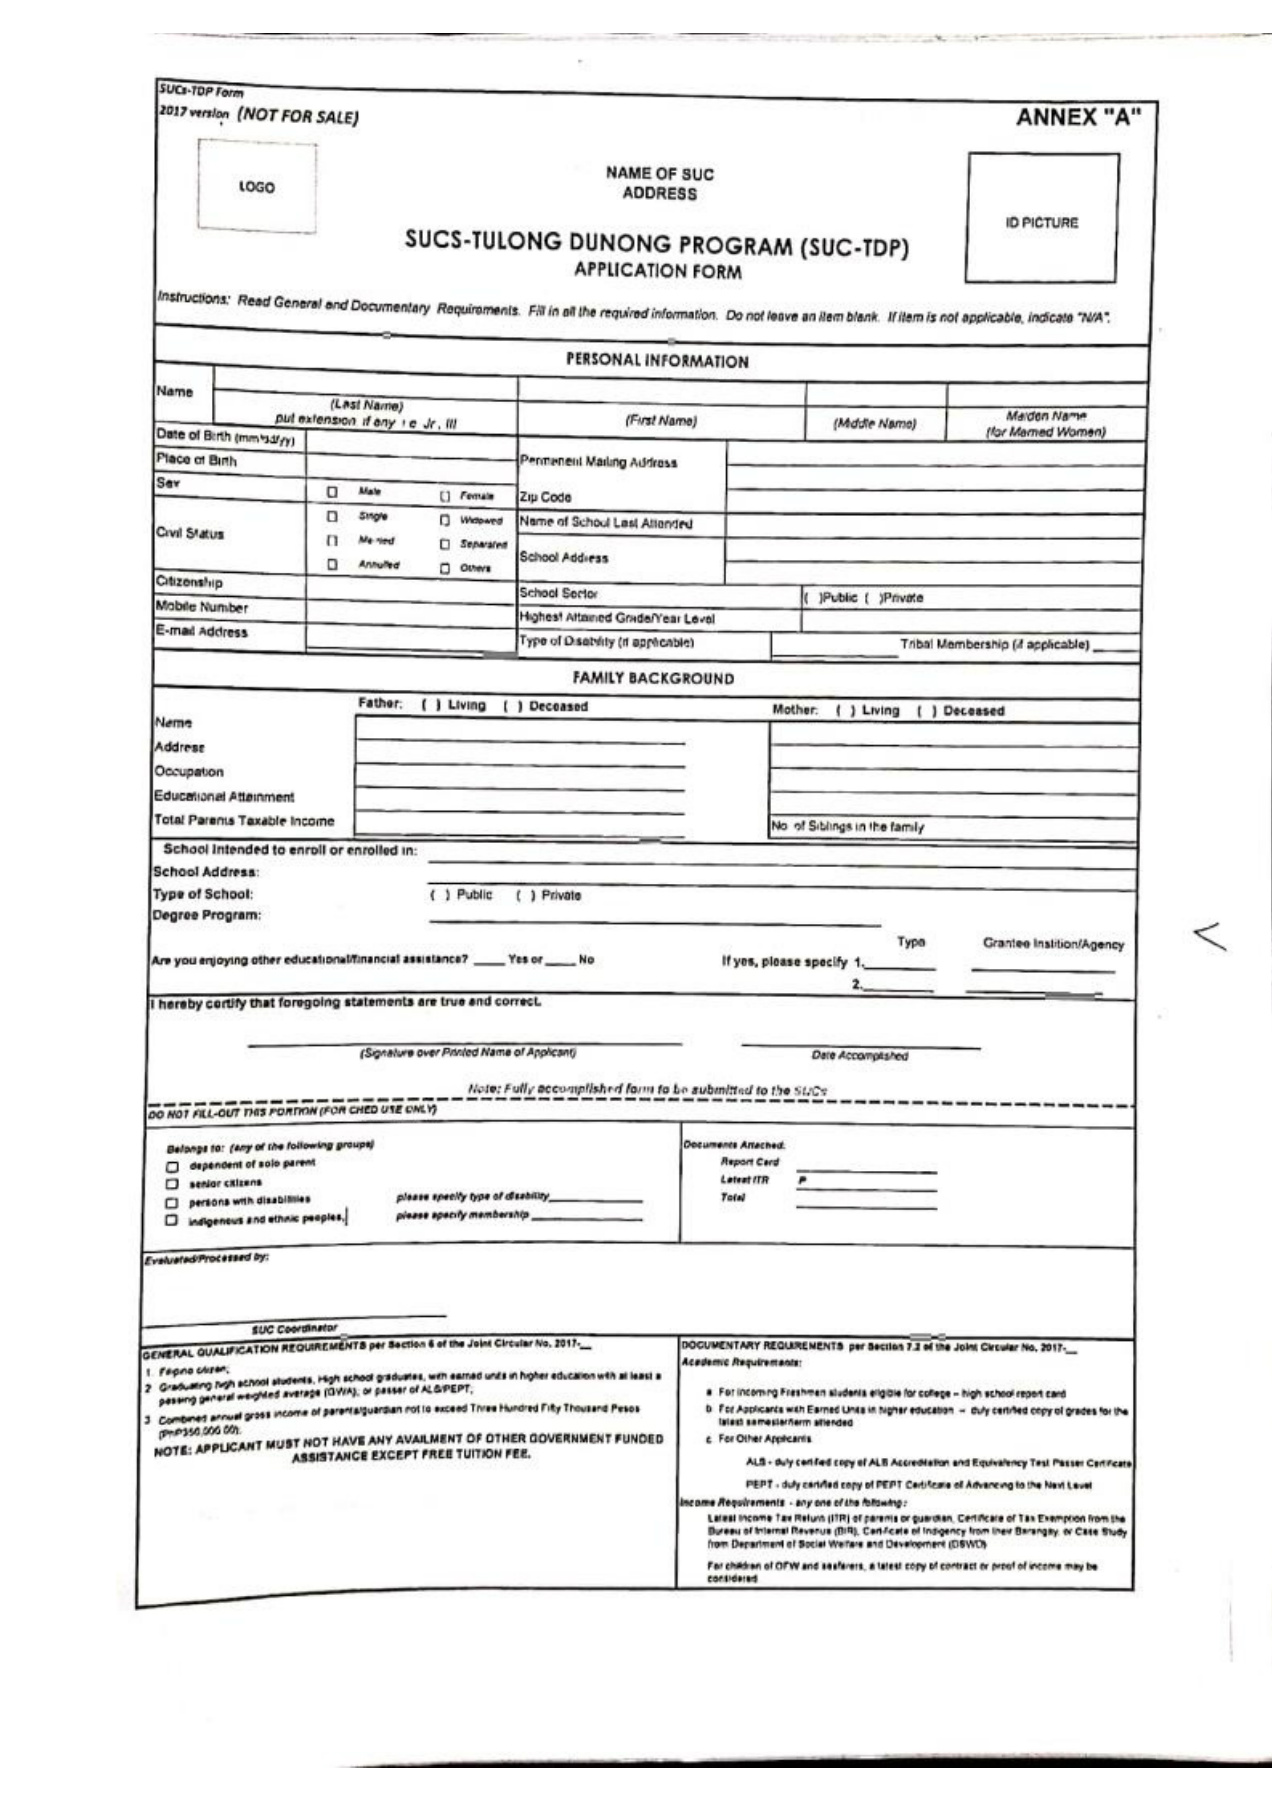 SUCs-TDP Form
2017 version (NOT FOR SALE)
ANNEX "A"
LOGO
NAME OF SUC
ADDRESS
ID PICTURE
SUCS-TULONG DUNONG PROGRAM (SUC-TDP)
APPLICATION FORM
Instructions: Read General and Documentary Requirements. Fill in all the required information. Do not leave an item blank. If item is not applicable, indicate "N/A".
PERSONAL INFORMATION
Name
(Last Name)
put extension if any i e Jr, III
(First Name)
(Middle Name)
Maiden Name
(for Married Women)
Date of Birth (mm/dd/yy)
Place of Birth
Permanent Mailing Address
Sex
Male
Female
Zip Code
Civil Status
Single
Widowed
Married
Separated
Annulled
Others
Name of School Last Attended
School Address
Citizenship
School Sector
( )Public ( )Private
Mobile Number
Highest Attained Grade/Year Level
E-mail Address
Type of Disability (if applicable)
Tribal Membership (if applicable) ____
FAMILY BACKGROUND
Father: ( ) Living ( ) Deceased
Mother: ( ) Living ( ) Deceased
Name
Address
Occupation
Educational Attainment
Total Parents Taxable Income
No of Siblings in the family
School Intended to enroll or enrolled in:
School Address:
Type of School: ( ) Public ( ) Private
Degree Program:
Type
Grantee Instition/Agency
Are you enjoying other educational/financial assistance? ____ Yes or ____ No
If yes, please specify 1.________
2.________
I hereby certify that foregoing statements are true and correct.
(Signature over Printed Name of Applicant)
Date Accomplished
Note: Fully accomplished form to be submitted to the SUCs
DO NOT FILL-OUT THIS PORTION (FOR CHED USE ONLY)
Belongs to: (any of the following groups)
dependent of solo parent
senior citizens
persons with disabilities
please specify type of disability________
indigenous and ethnic peoples,
please specify membership________
Documents Attached:
Report Card
Latest ITR P
Total
Evaluated/Processed by:
SUC Coordinator
GENERAL QUALIFICATION REQUIREMENTS per Section 6 of the Joint Circular No. 2017-__
1. Filipino citizen;
2 Graduating high school students, High school graduates, with earned units in higher education with at least a
passing general weighted average (GWA), or passer of ALS/PEPT;
3 Combined annual gross income of parents/guardian not to exceed Three Hundred Fifty Thousand Pesos
(PhP350,000.00).
NOTE: APPLICANT MUST NOT HAVE ANY AVAILMENT OF OTHER GOVERNMENT FUNDED
ASSISTANCE EXCEPT FREE TUITION FEE.
DOCUMENTARY REQUIREMENTS per Section 7.2 of the Joint Circular No. 2017-__
Academic Requirements:
a For Incoming Freshmen students eligible for college – high school report card
b For Applicants with Earned Units in higher education – duly certified copy of grades for the
latest semester/term attended
c For Other Applicants
ALS - duly certified copy of ALS Accreditation and Equivalency Test Passer Certificate
PEPT - duly certified copy of PEPT Certificate of Advancing to the Next Level
Income Requirements - any one of the following:
Latest Income Tax Return (ITR) of parents or guardian, Certificate of Tax Exemption from the
Bureau of Internal Revenue (BIR), Certificate of Indigency from their Barangay, or Case Study
from Department of Social Welfare and Development (DSWD)
For children of OFW and seafarers, a latest copy of contract or proof of income may be
considered